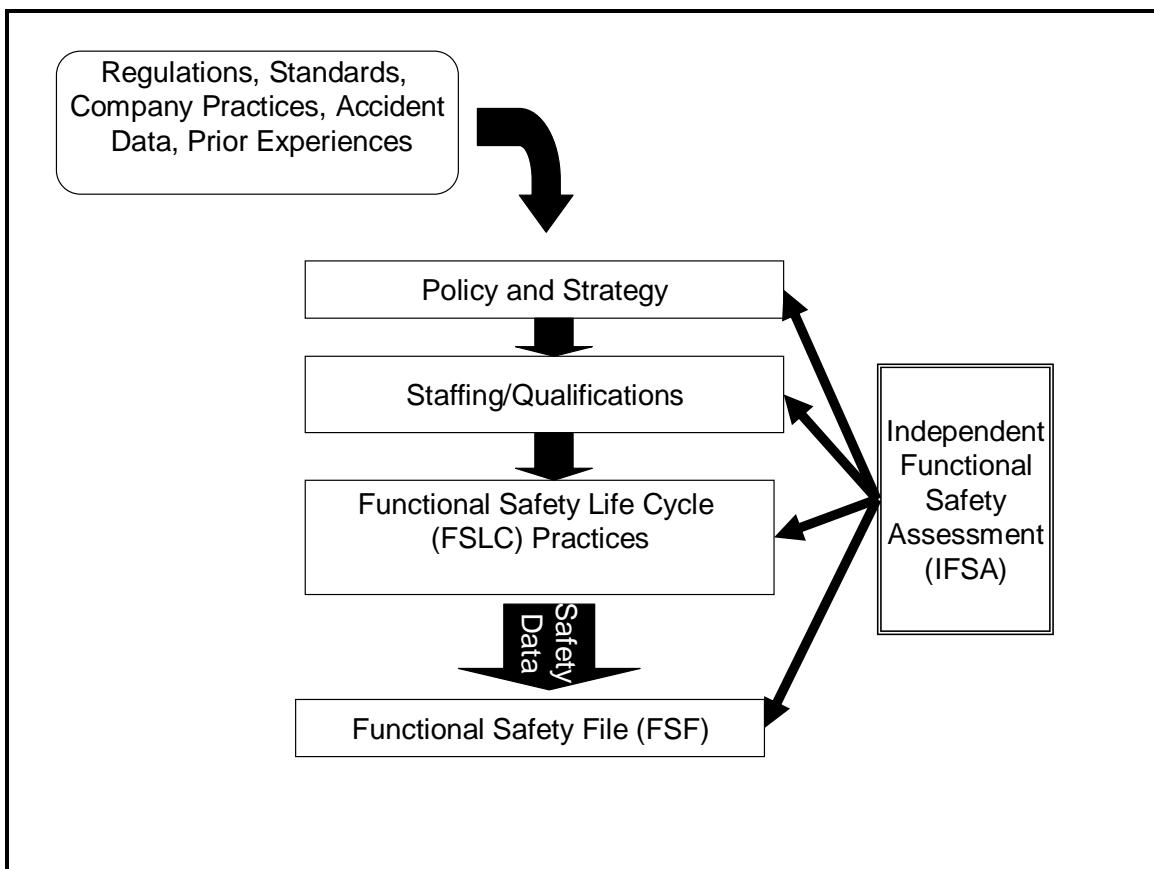 Regulations, Standards,
Company Practices, Accident
Data, Prior Experiences
Policy and Strategy
Staffing/Qualifications
Functional Safety Life Cycle
(FSLC) Practices
Safety
Data
Functional Safety File (FSF)
Independent
Functional
Safety
Assessment
(IFSA)